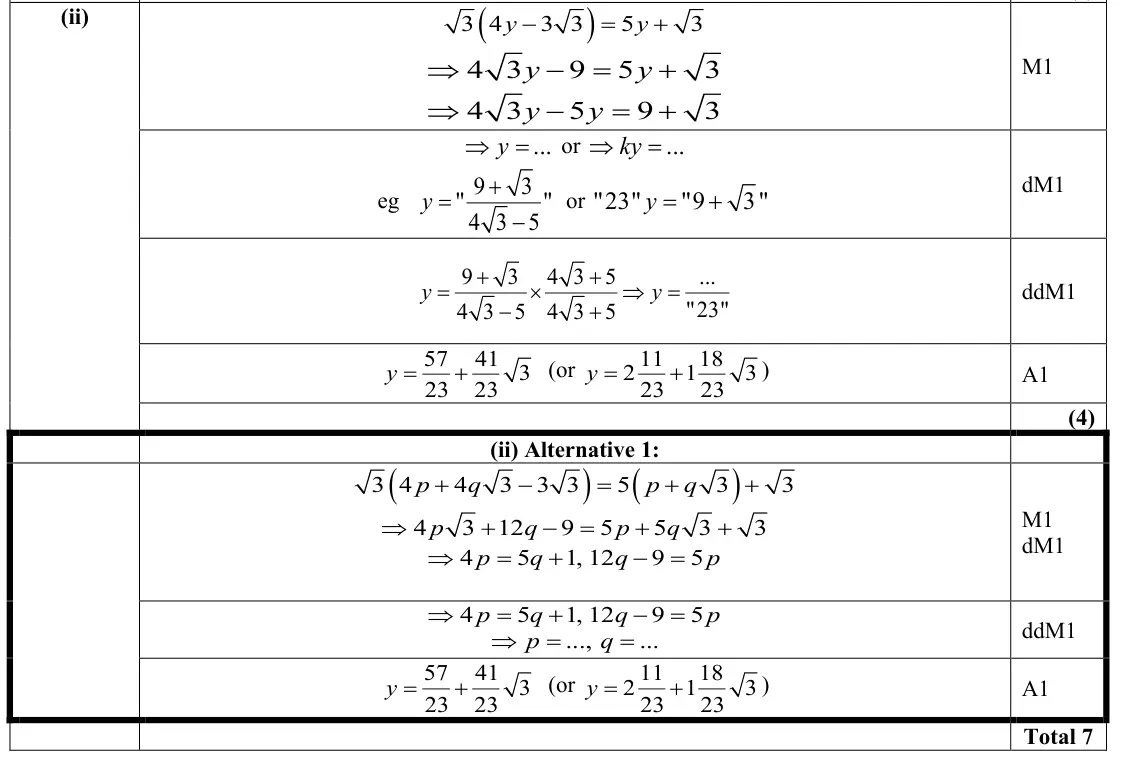 (ii)
√3(4y − 3√3) = 5y + √3
⇒ 4√3y − 9 = 5y + √3
⇒ 4√3y − 5y = 9 + √3
M1
⇒ y = ... or ⇒ ky = ...
eg y = "(9 + √3)/(4√3 − 5)" or "23" y = "9 + √3"
dM1
y = (9 + √3)/(4√3 − 5) × (4√3 + 5)/(4√3 + 5) ⇒ y = .../"23"
ddM1
y = 57/23 + 41/23 √3 (or y = 2 11/23 + 1 18/23 √3)
A1
(4)
(ii) Alternative 1:
√3(4p + 4q√3 − 3√3) = 5(p + q√3) + √3
⇒ 4p√3 + 12q − 9 = 5p + 5q√3 + √3
⇒ 4p = 5q + 1, 12q − 9 = 5p
M1
dM1
⇒ 4p = 5q + 1, 12q − 9 = 5p
⇒ p = ..., q = ...
ddM1
y = 57/23 + 41/23 √3 (or y = 2 11/23 + 1 18/23 √3)
A1
Total 7